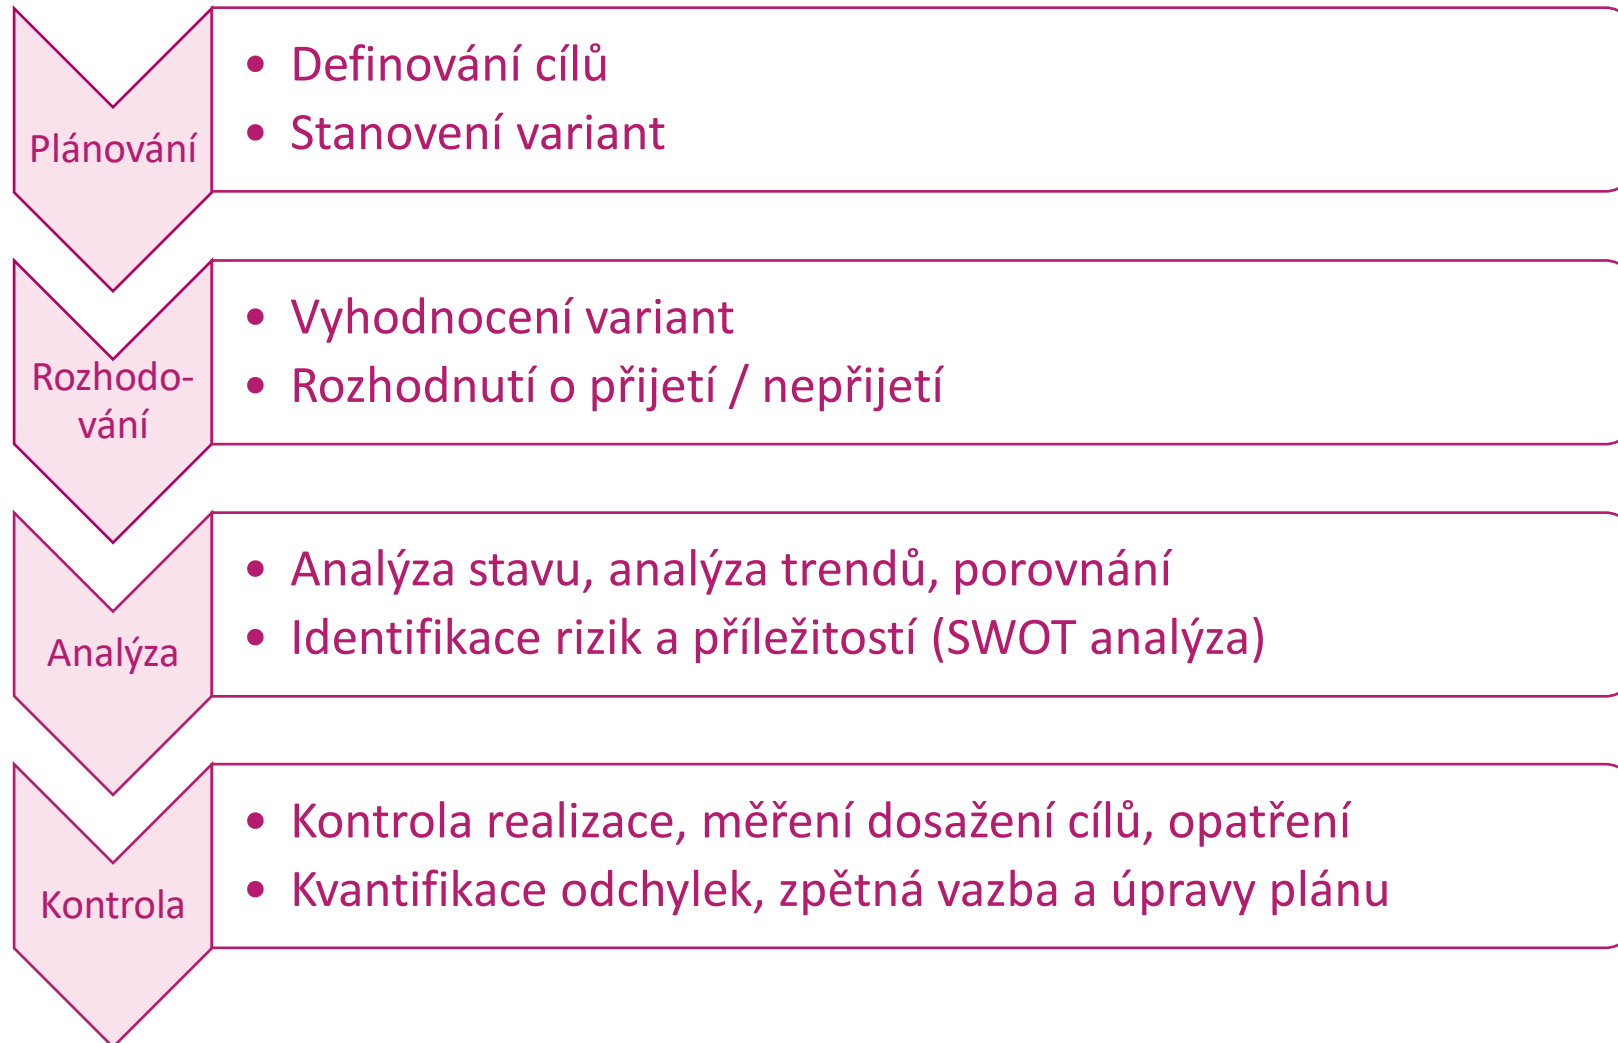 Plánování
• Definování cílů
• Stanovení variant
Rozhodo-
vání
• Vyhodnocení variant
• Rozhodnutí o přijetí / nepřijetí
Analýza
• Analýza stavu, analýza trendů, porovnání
• Identifikace rizik a příležitostí (SWOT analýza)
Kontrola
• Kontrola realizace, měření dosažení cílů, opatření
• Kvantifikace odchylek, zpětná vazba a úpravy plánu